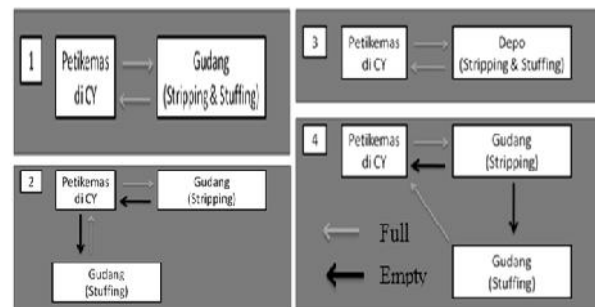 1
Petikemas
di CY
Gudang
(Stripping & Stuffing)
2
Petikemas
di CY
Gudang
(Stripping)
Gudang
(Stuffing)
3
Petikemas
di CY
Depo
(Stripping & Stuffing)
4
Petikemas
di CY
Gudang
(Stripping)
Gudang
(Stuffing)
Full
Empty